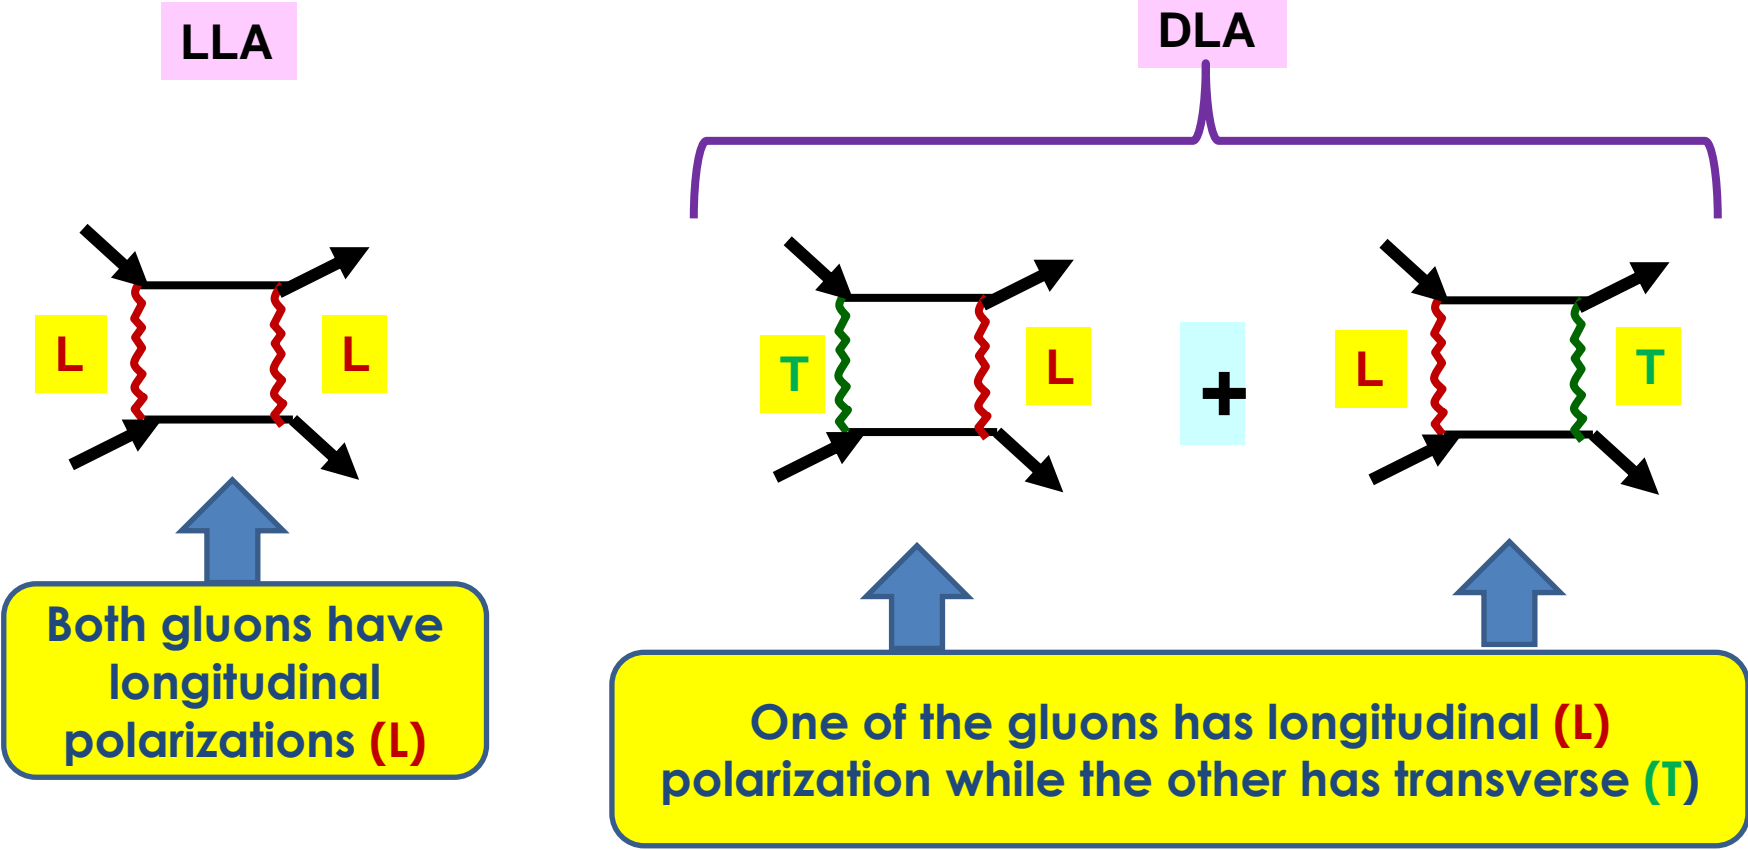 LLA
DLA
L
L
T
L
+
L
T
Both gluons have
longitudinal
polarizations (L)
One of the gluons has longitudinal (L)
polarization while the other has transverse (T)